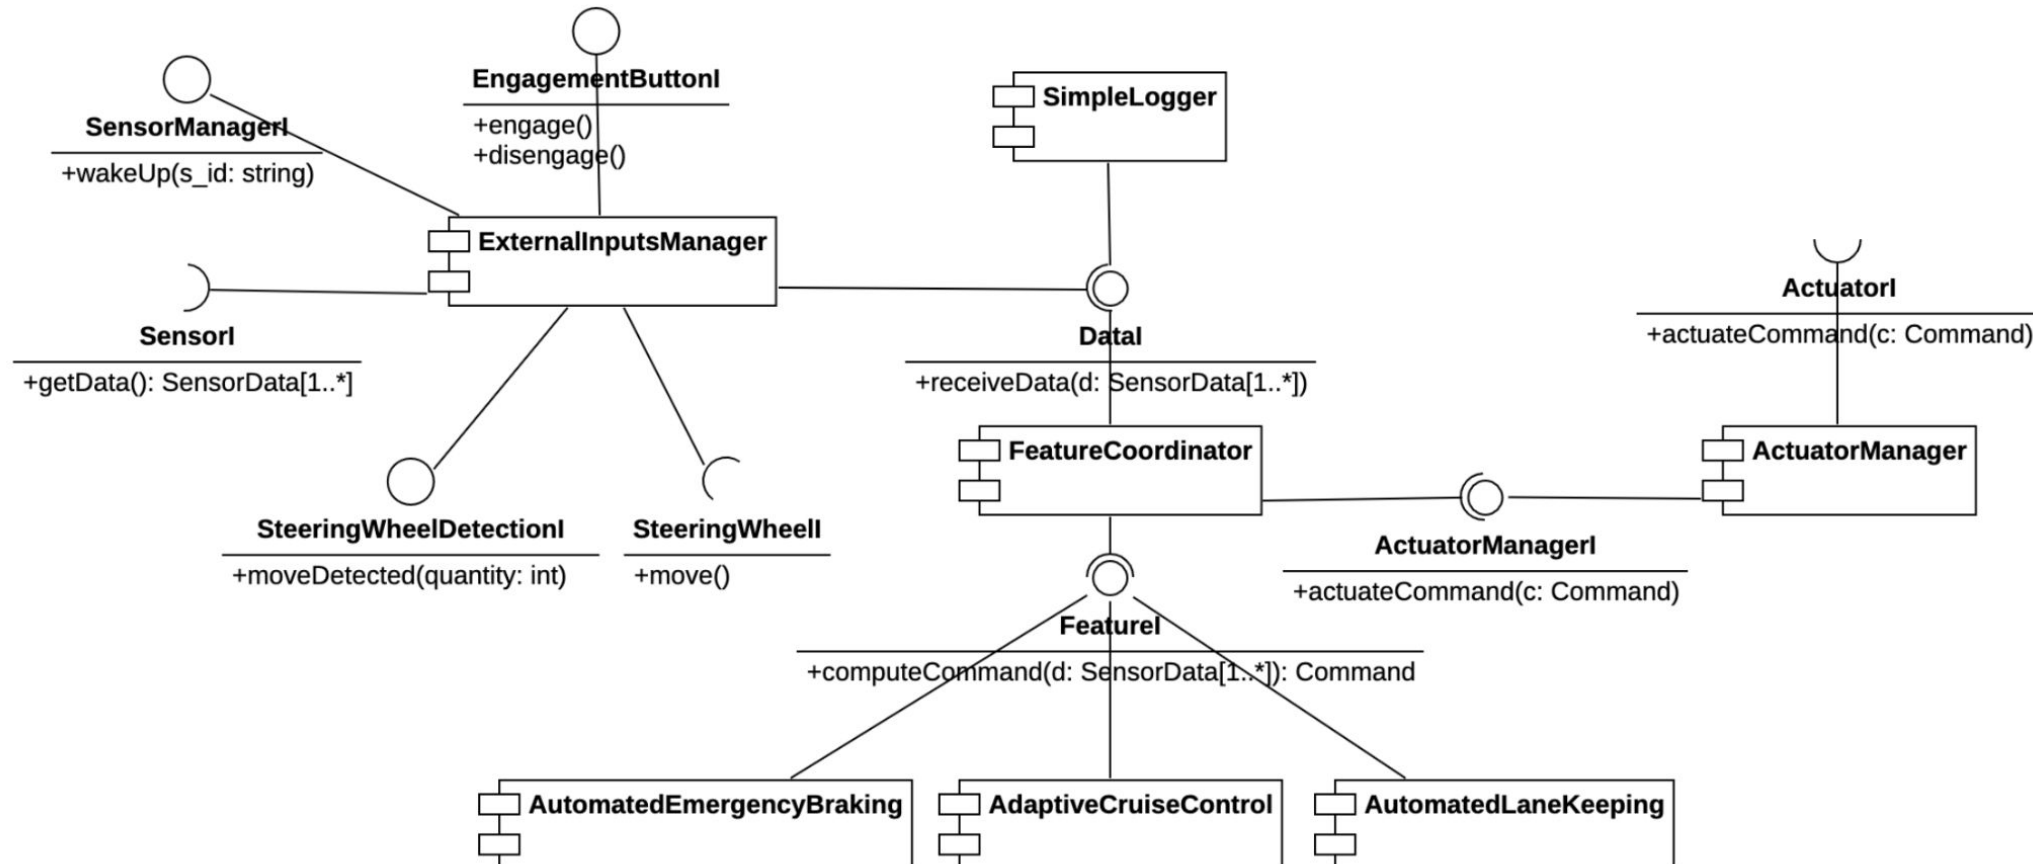 EngagementButtonI
+engage()
+disengage()
SensorManagerI
+wakeUp(s_id: string)
SimpleLogger
ExternalInputsManager
SensorI
+getData(): SensorData[1..*]
DataI
+receiveData(d: SensorData[1..*])
ActuatorI
+actuateCommand(c: Command)
FeatureCoordinator
ActuatorManager
SteeringWheelDetectionI
+moveDetected(quantity: int)
SteeringWheelI
+move()
ActuatorManagerI
+actuateCommand(c: Command)
FeatureI
+computeCommand(d: SensorData[1..*]): Command
AutomatedEmergencyBraking
AdaptiveCruiseControl
AutomatedLaneKeeping